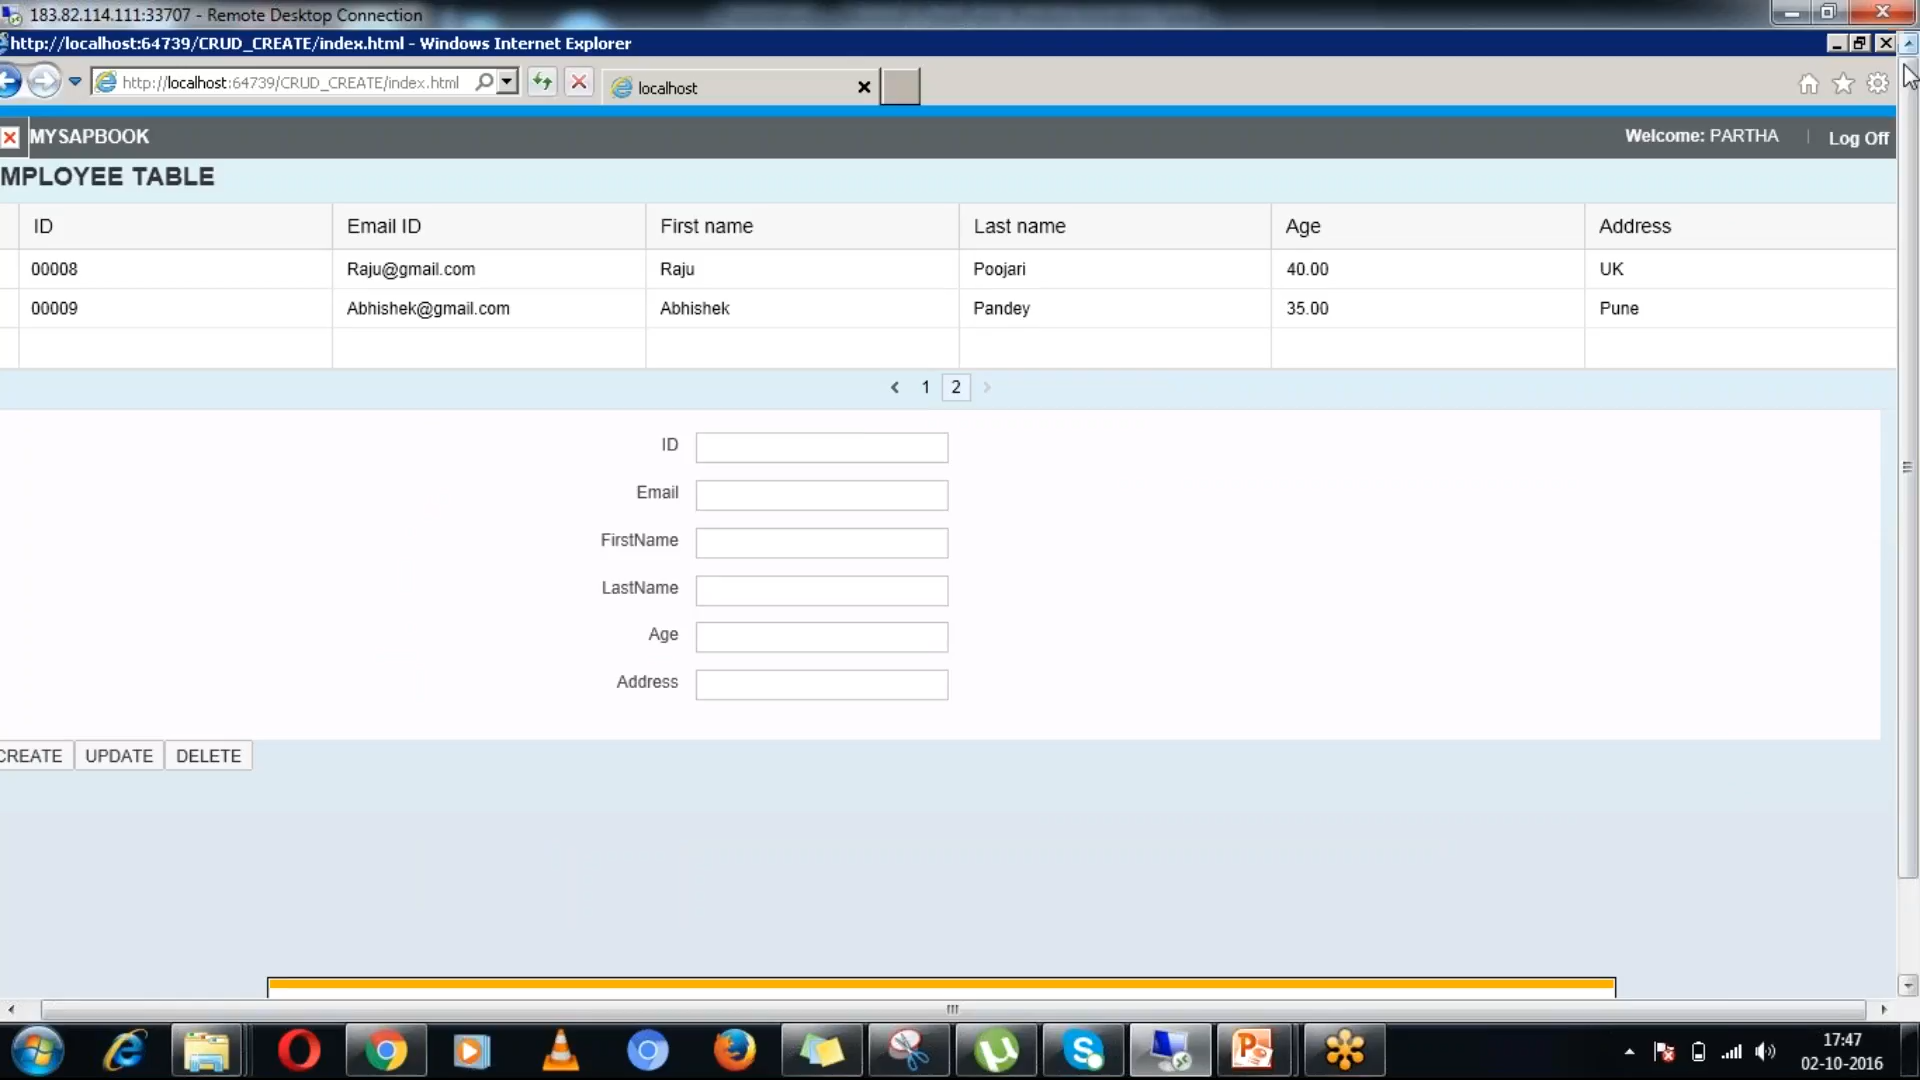 183.82.114.111:33707 - Remote Desktop Connection
http://localhost:64739/CRUD_CREATE/index.html - Windows Internet Explorer
http://localhost:64739/CRUD_CREATE/index.html
localhost
MYSAPBOOK
Welcome: PARTHA
Log Off
MPLOYEE TABLE
ID Email ID First name Last name Age Address
00008 Raju@gmail.com Raju Poojari 40.00 UK
00009 Abhishek@gmail.com Abhishek Pandey 35.00 Pune
1 2
ID
Email
FirstName
LastName
Age
Address
CREATE UPDATE DELETE
17:47
02-10-2016